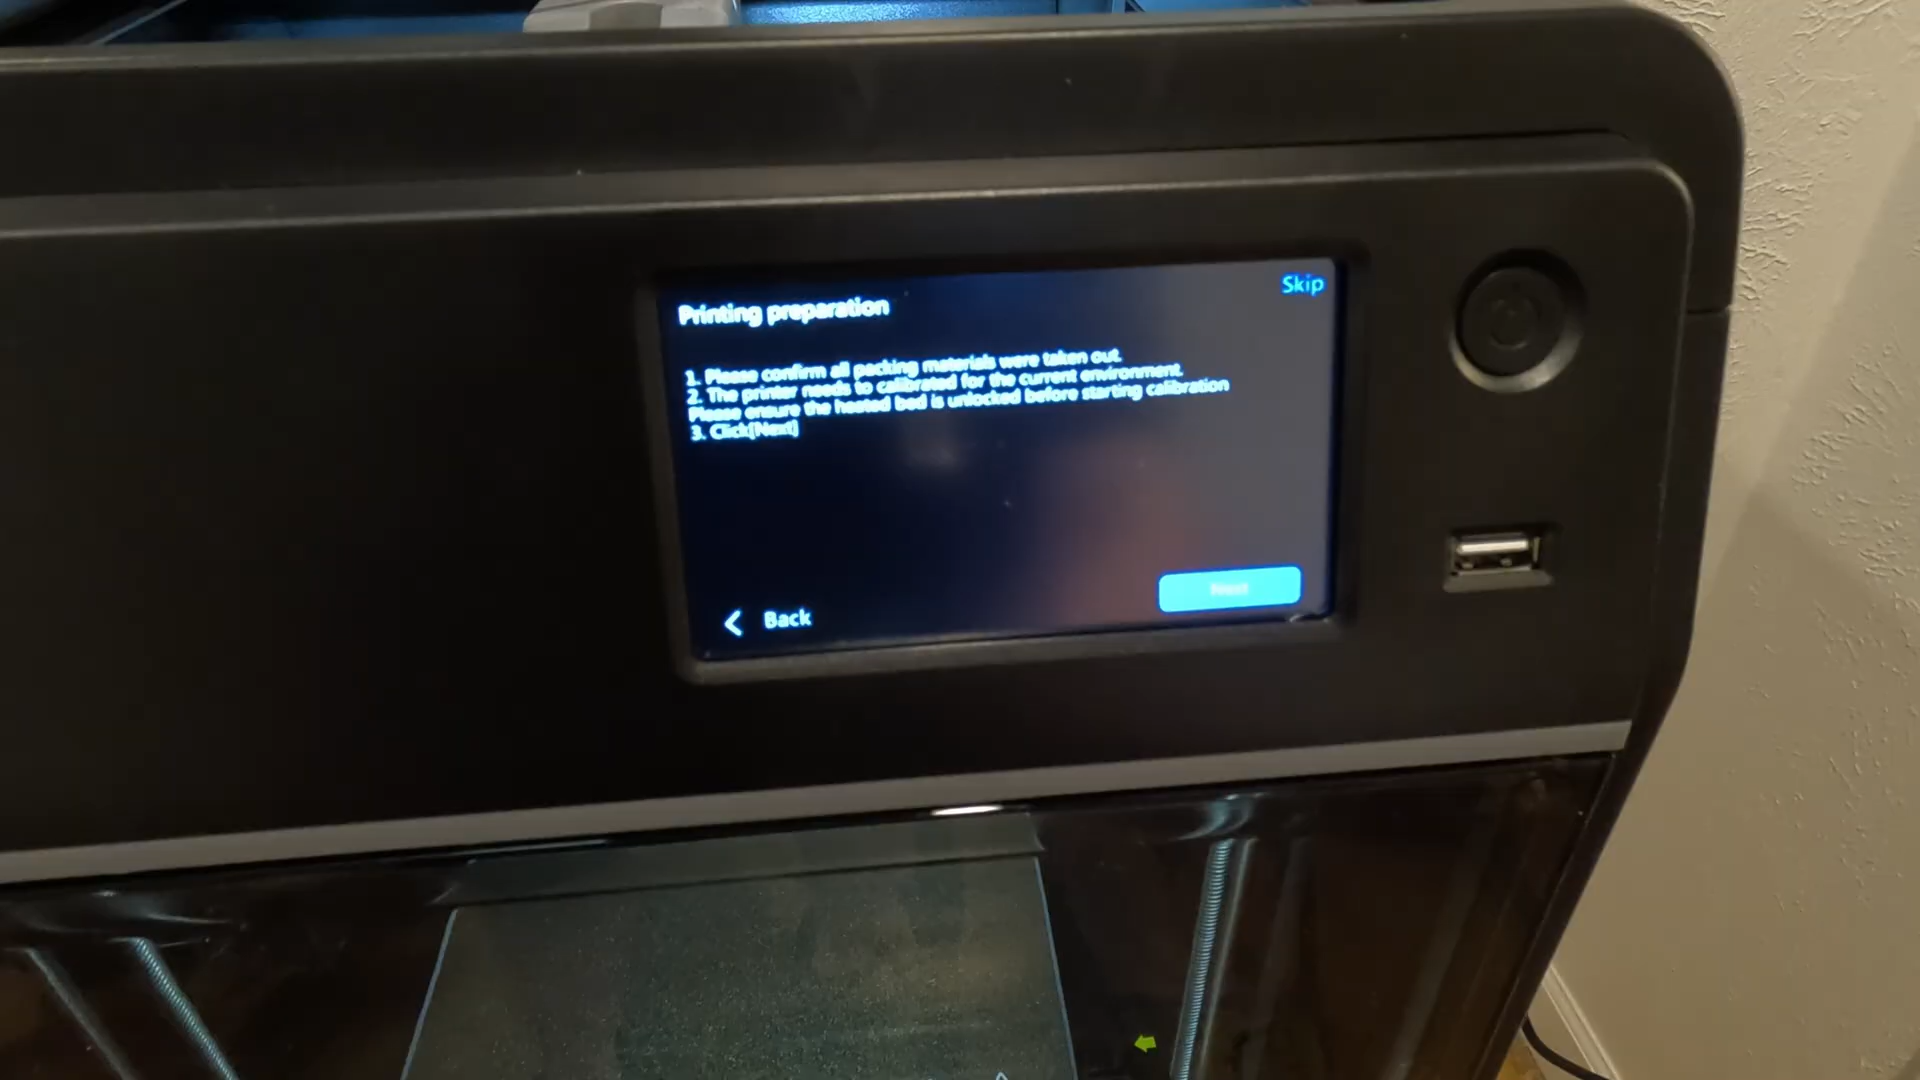 Skip
Printing preparation
1. Please confirm all packing materials were taken out.
2. The printer needs to calibrated for the current environment.
Please ensure the heated bed is unlocked before starting calibration
3. Click[Next]
Next
Back